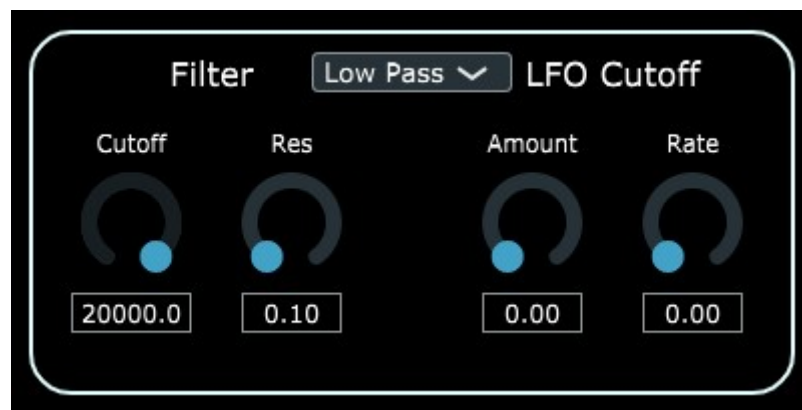 Filter Low Pass LFO Cutoff
Cutoff Res Amount Rate
20000.0 0.10 0.00 0.00